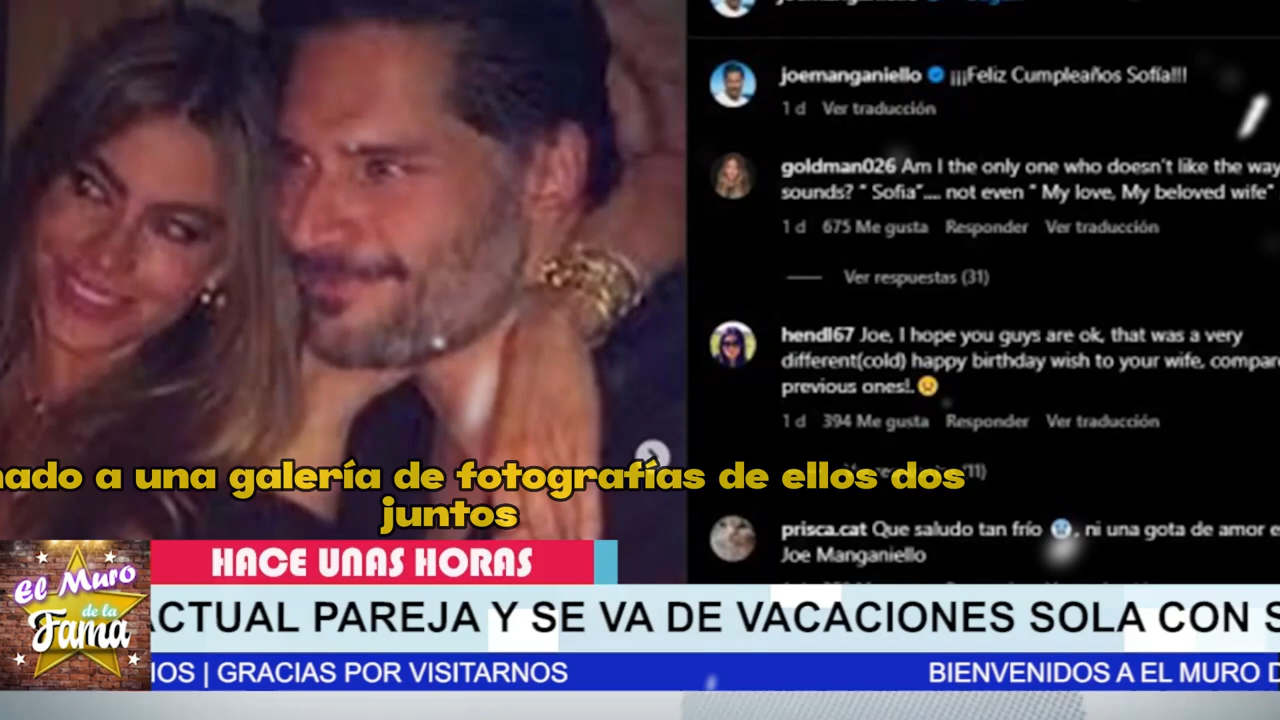 joemanganiello ¡¡¡Feliz Cumpleaños Sofía!!!
1 d Ver traducción
goldman026 Am I the only one who doesn't like the way
sounds? " Sofia".... not even " My love, My beloved wife"
1 d 675 Me gusta Responder Ver traducción
Ver respuestas (31)
hendl67 Joe, I hope you guys are ok, that was a very
different(cold) happy birthday wish to your wife, compar
previous ones!.
1 d 394 Me gusta Responder Ver traducción
(11)
prisca.cat Que saludo tan frío , ni una gota de amor e
Joe Manganiello
nado a una galería de fotografías de ellos dos
juntos
HACE UNAS HORAS
El Muro
de la
Fama
ACTUAL PAREJA Y SE VA DE VACACIONES SOLA CON S
IOS | GRACIAS POR VISITARNOS
BIENVENIDOS A EL MURO D